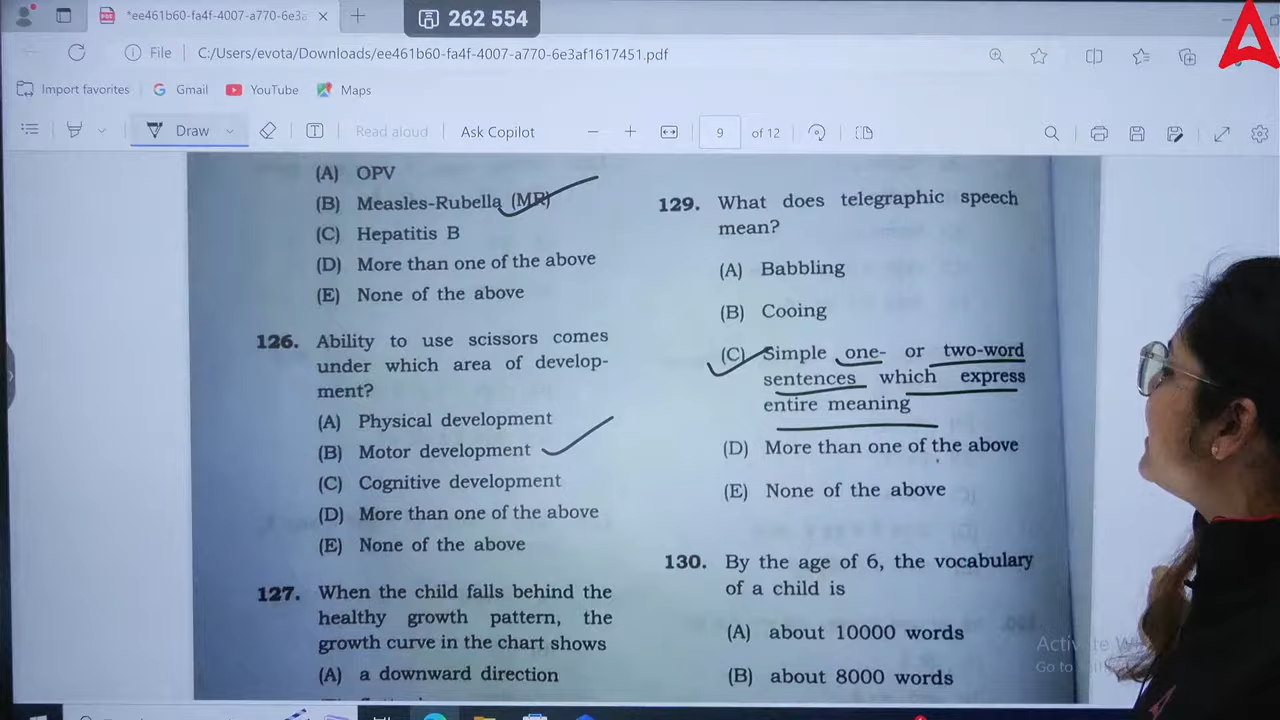 *ee461b60-fa4f-4007-a770-6e3a
262 554
File C:/Users/evota/Downloads/ee461b60-fa4f-4007-a770-6e3af1617451.pdf
Import favorites Gmail YouTube Maps
Draw Read aloud Ask Copilot 9 of 12
(A) OPV
(B) Measles-Rubella (MR)
(C) Hepatitis B
(D) More than one of the above
(E) None of the above
126. Ability to use scissors comes
under which area of develop-
ment?
(A) Physical development
(B) Motor development
(C) Cognitive development
(D) More than one of the above
(E) None of the above
127. When the child falls behind the
healthy growth pattern, the
growth curve in the chart shows
(A) a downward direction
129. What does telegraphic speech
mean?
(A) Babbling
(B) Cooing
(C) Simple one- or two-word
sentences which express
entire meaning
(D) More than one of the above
(E) None of the above
130. By the age of 6, the vocabulary
of a child is
(A) about 10000 words
(B) about 8000 words
Go to